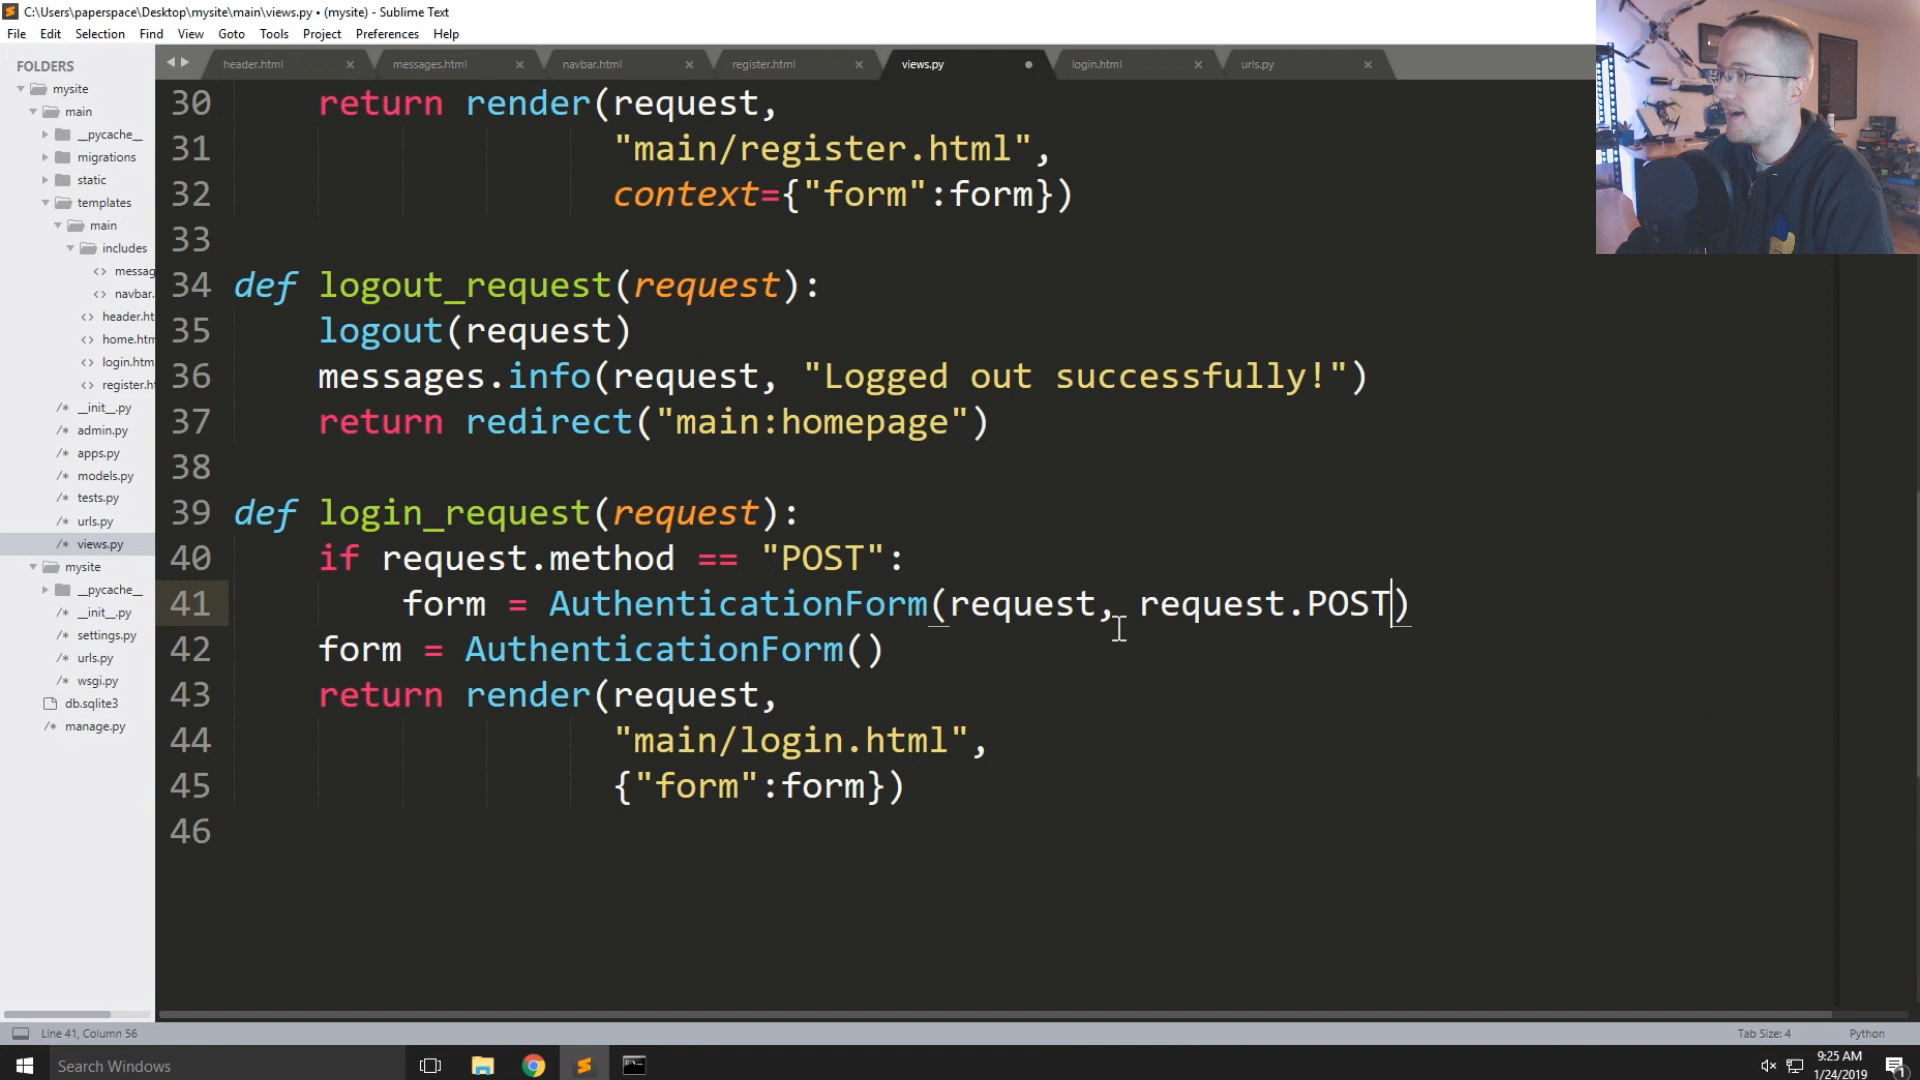 C:\Users\paperspace\Desktop\mysite\main\views.py • (mysite) - Sublime Text
File Edit Selection Find View Goto Tools Project Preferences Help
FOLDERS
mysite
main
__pycache__
migrations
static
templates
main
includes
messag
navbar.
header.ht
home.htm
login.htm
register.h
__init__.py
admin.py
apps.py
models.py
tests.py
urls.py
views.py
mysite
__pycache__
__init__.py
settings.py
urls.py
wsgi.py
db.sqlite3
manage.py
header.html messages.html navbar.html register.html views.py login.html urls.py
30 return render(request,
31 "main/register.html",
32 context={"form":form})
33
34 def logout_request(request):
35 logout(request)
36 messages.info(request, "Logged out successfully!")
37 return redirect("main:homepage")
38
39 def login_request(request):
40 if request.method == "POST":
41 form = AuthenticationForm(request, request.POST)
42 form = AuthenticationForm()
43 return render(request,
44 "main/login.html",
45 {"form":form})
46
Line 41, Column 56 Tab Size: 4 Python
Search Windows
9:25 AM
1/24/2019
1